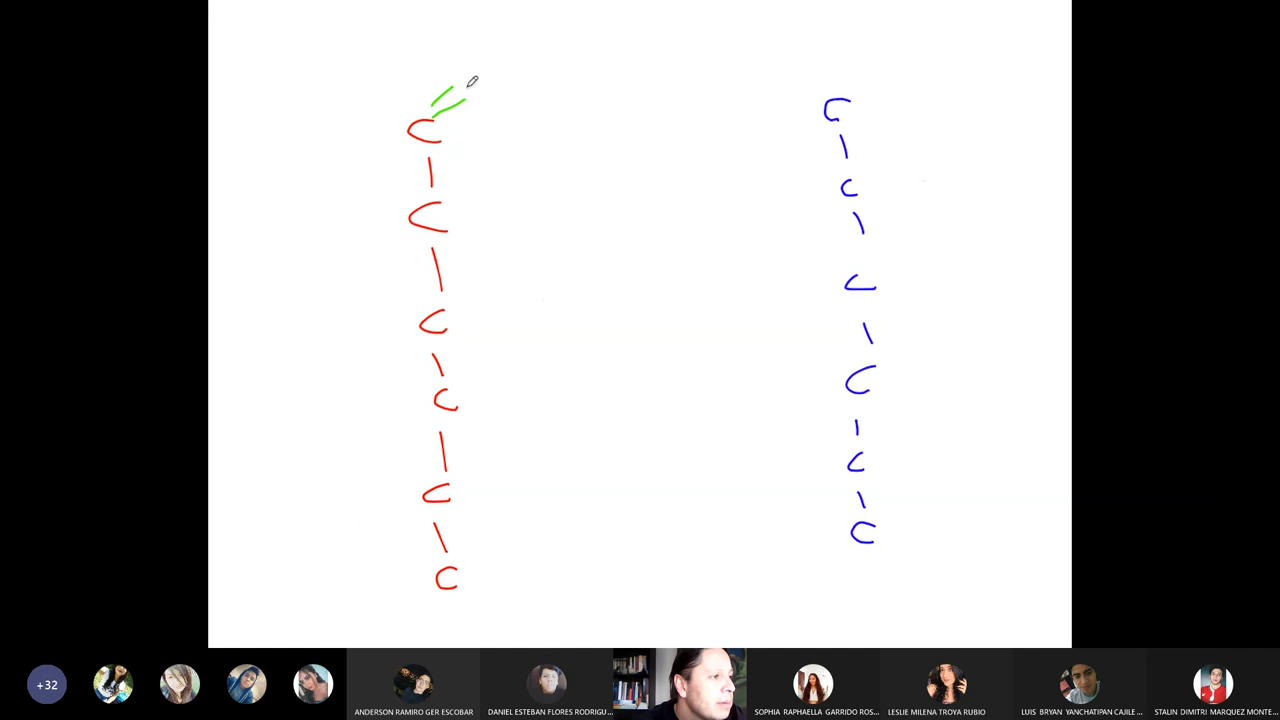 C C
C C
C C
C C
C C
C C
+32
ANDERSON RAMIRO GER ESCOBAR
DANIEL ESTEBAN FLORES RODRIGU...
SOPHIA RAPHAELLA GARRIDO ROS...
LESLIE MILENA TROYA RUBIO
LUIS BRYAN YANCHATIPAN CAJILE...
STALIN DIMITRI MARQUEZ MONTE...